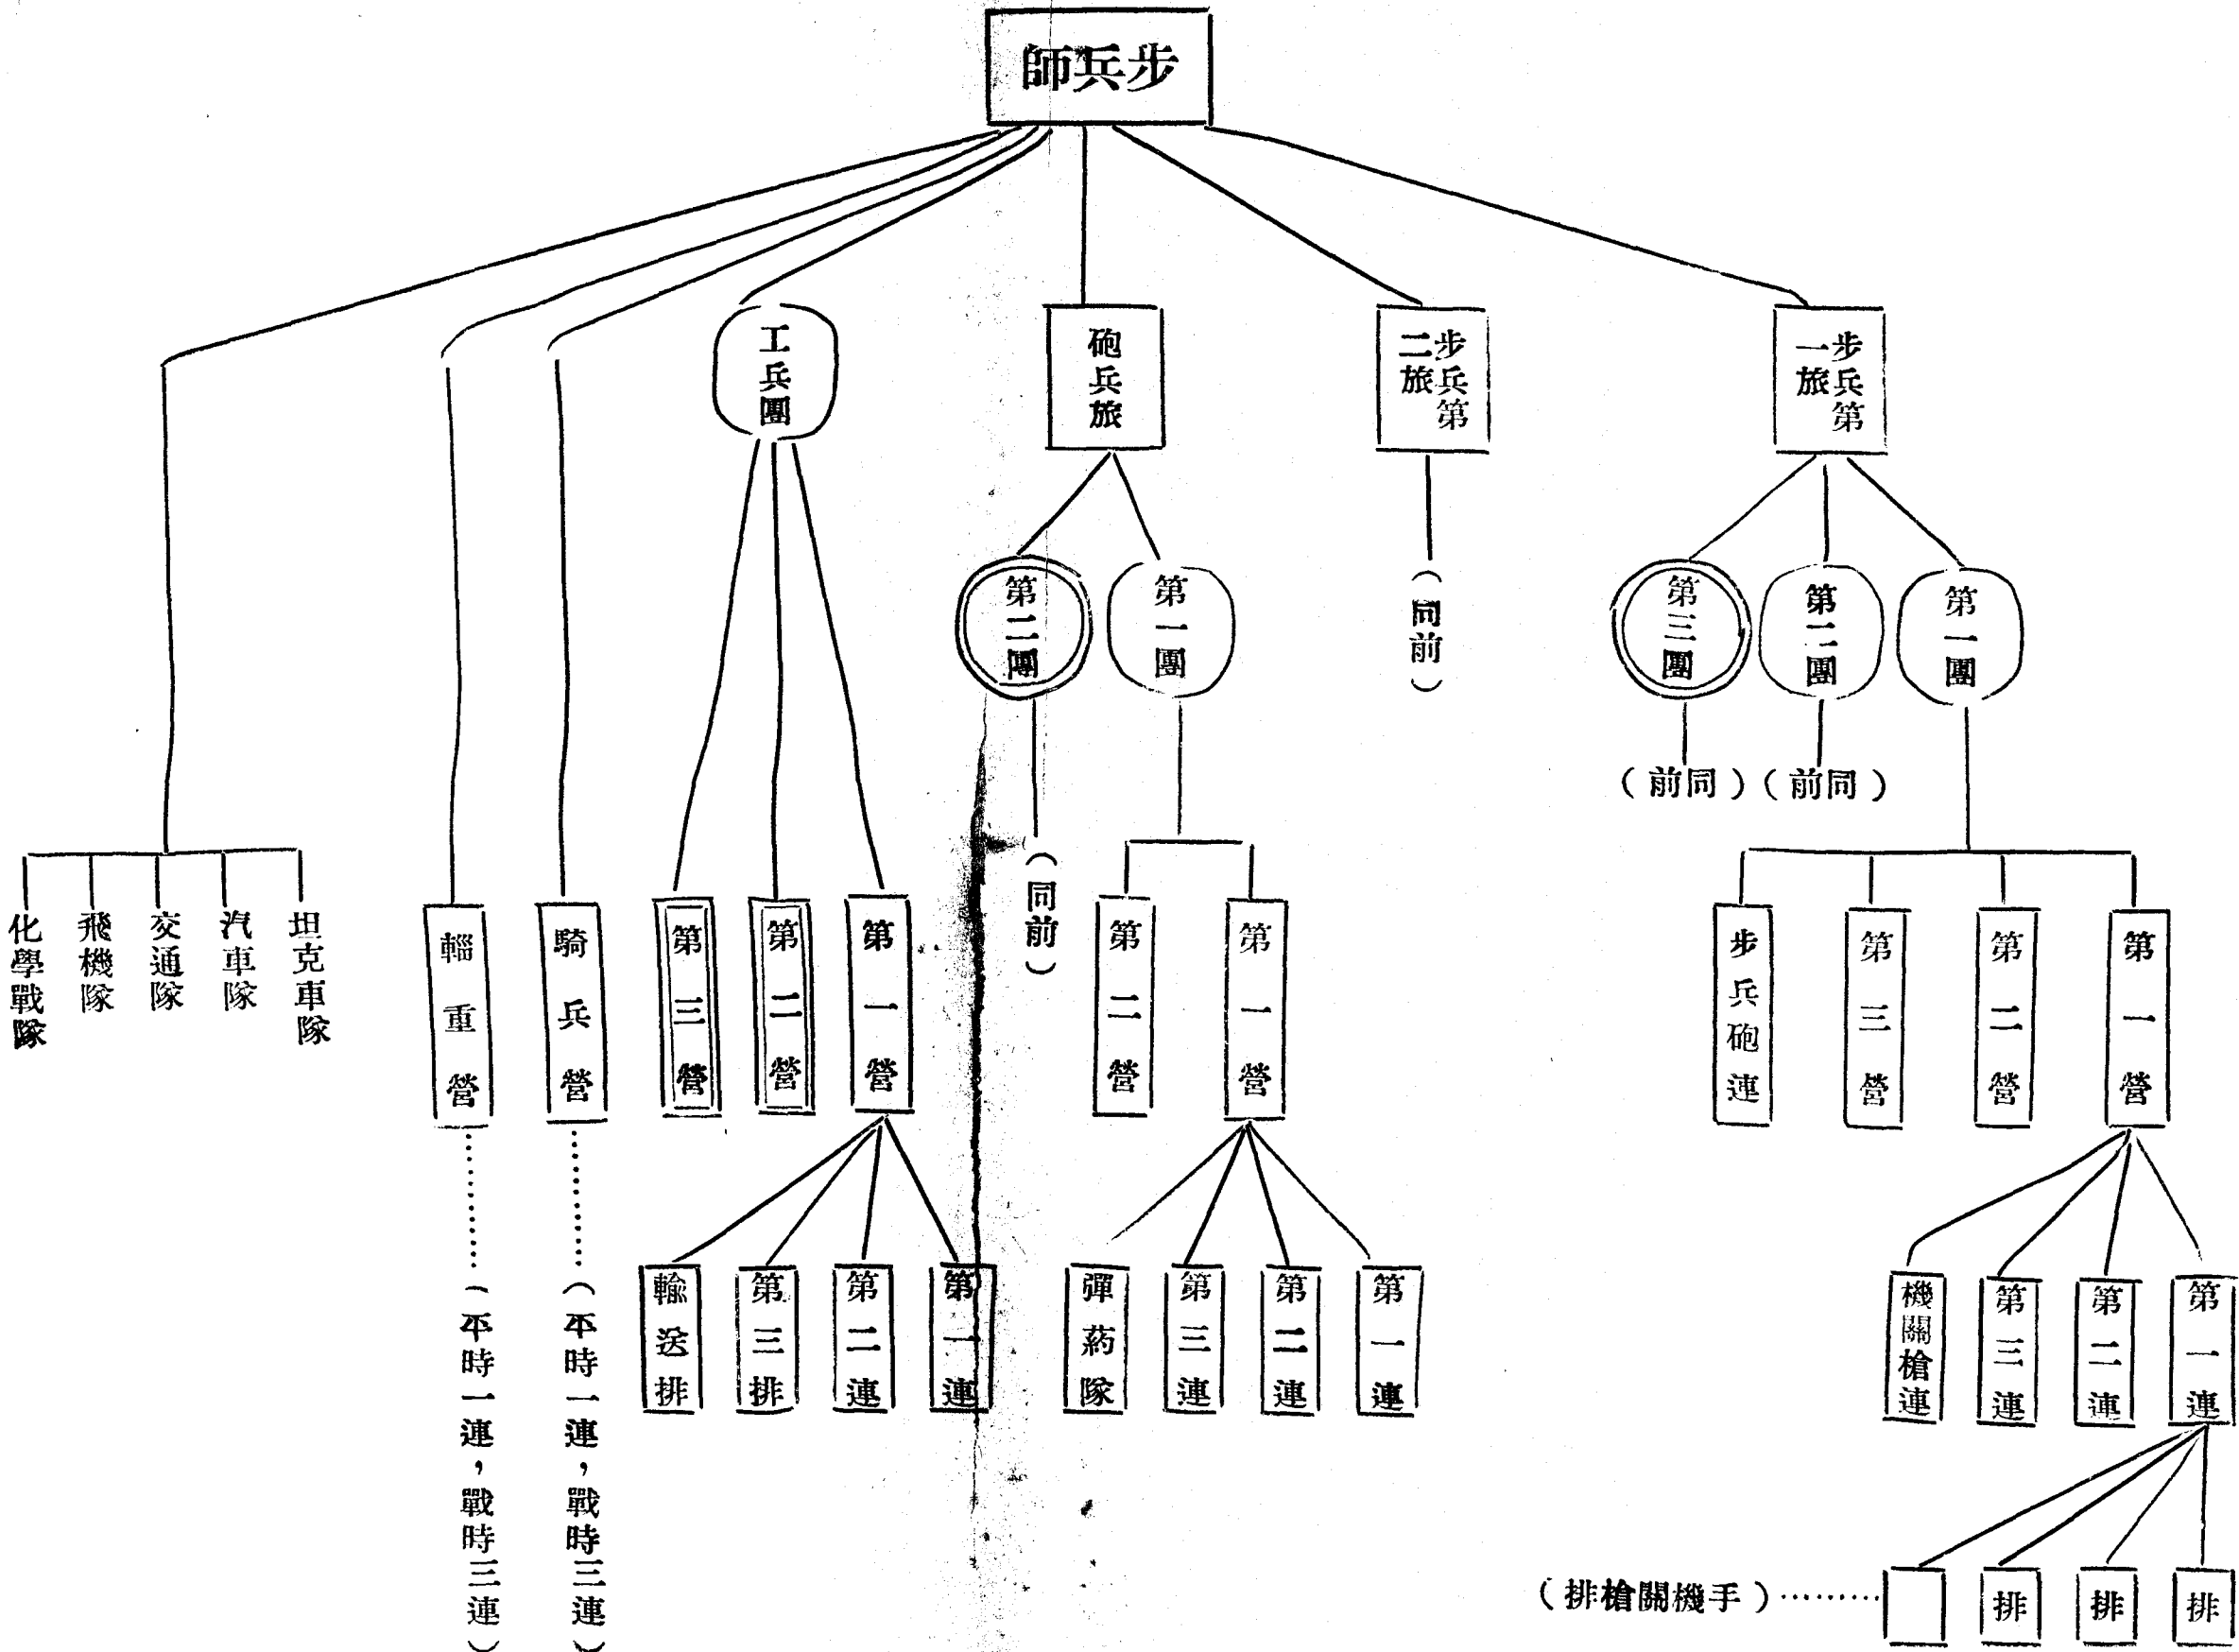 步兵師
步兵第
一旅
步兵第
二旅
砲兵旅
工兵團
第一團
第二團
第三團
(同前)
(同前)
(同前)
第一團
第二團
(同前)
第一營
第二營
第三營
步兵砲連
第一營
第二營
第一營
第二營
第三營
騎兵營
輜重營
坦克車隊
汽車隊
交通隊
飛機隊
化學戰隊
第一連
第二連
第三連
機關槍連
第一連
第二連
第三連
彈葯隊
第一連
第二連
第三排
輸送排
(平時一連,戰時三連)
(平時一連,戰時三連)
排
排
排
(手機關槍排)